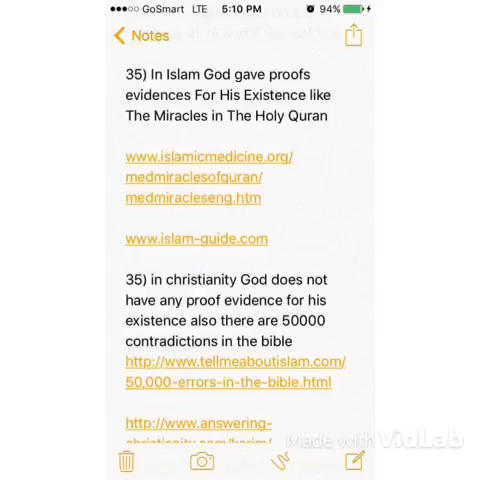 GoSmart LTE 5:10 PM 94%
Notes
35) In Islam God gave proofs
evidences For His Existence like
The Miracles in The Holy Quran
www.islamicmedicine.org/
medmiraclesofquran/
medmiracleseng.htm
www.islam-guide.com
35) in christianity God does not
have any proof evidence for his
existence also there are 50000
contradictions in the bible
http://www.tellmeaboutislam.com/
50,000-errors-in-the-bible.html
http://www.answering-
christianity.com/karim/
Made with VidLab